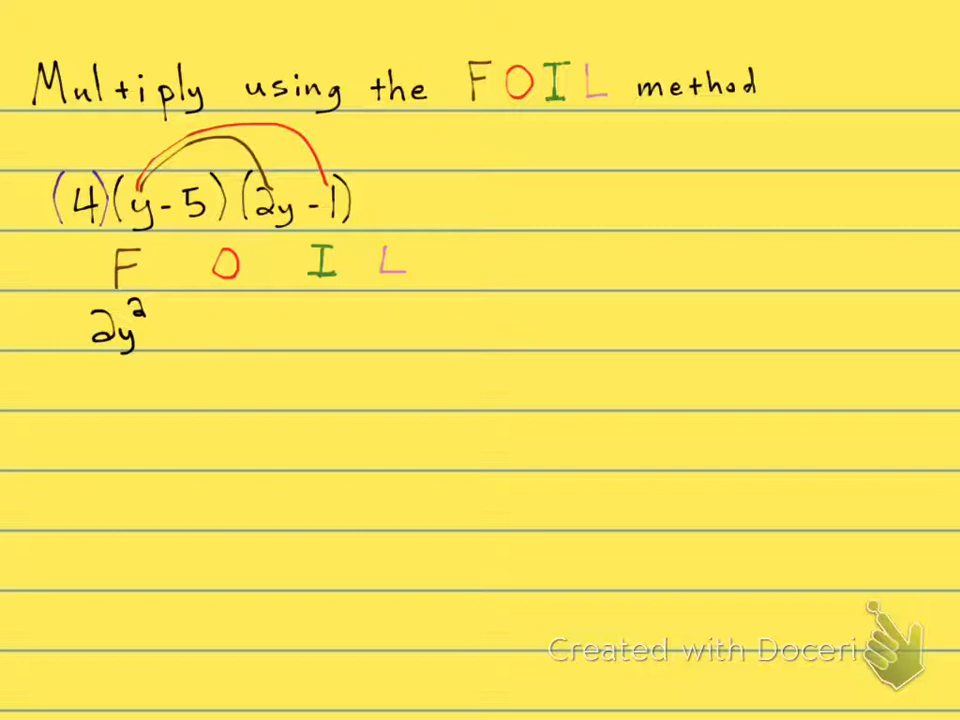 Multiply using the FOIL method
(4)(y-5)(2y-1)
F O I L
2y²
Created with Doceri